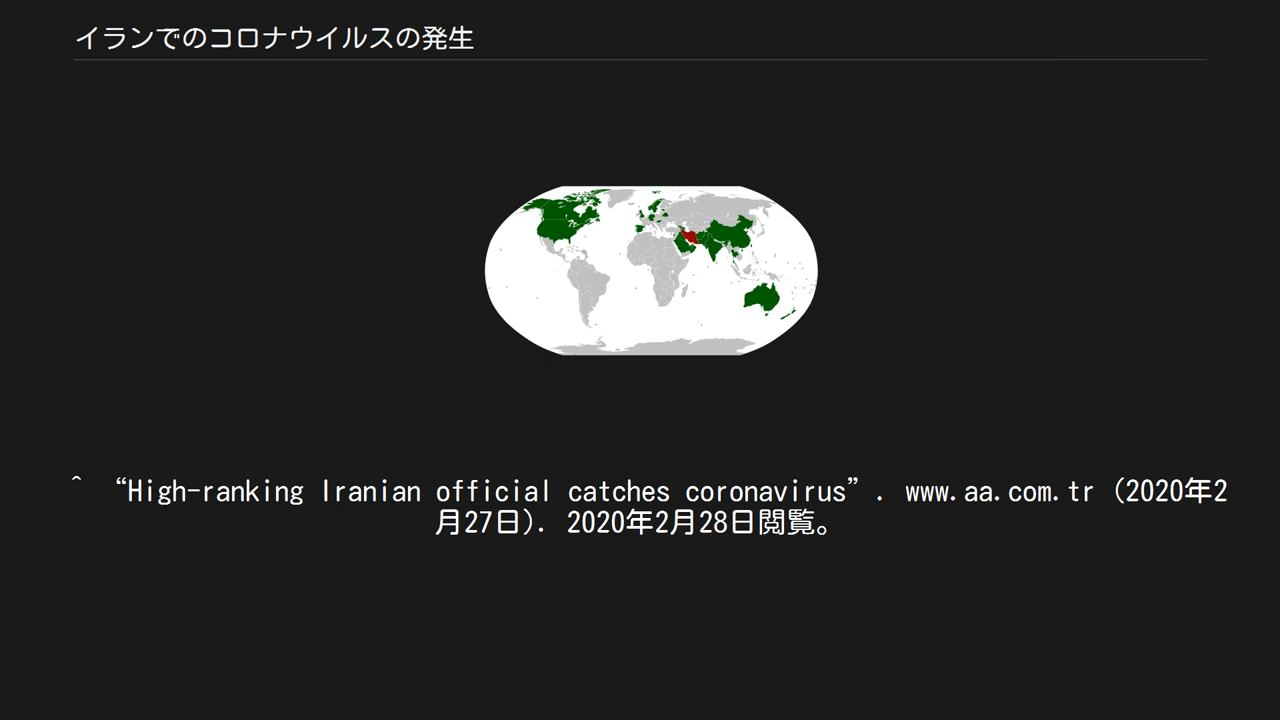 イランでのコロナウイルスの発生
^ “High-ranking Iranian official catches coronavirus”. www.aa.com.tr (2020年2
月27日). 2020年2月28日閲覧。